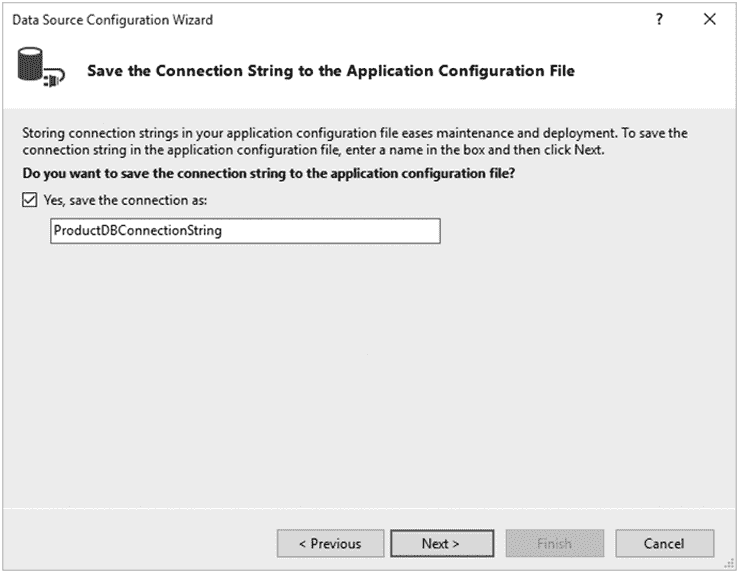 Data Source Configuration Wizard
?
Save the Connection String to the Application Configuration File
Storing connection strings in your application configuration file eases maintenance and deployment. To save the
connection string in the application configuration file, enter a name in the box and then click Next.
Do you want to save the connection string to the application configuration file?
Yes, save the connection as:
ProductDBConnectionString
< Previous
Next >
Finish
Cancel